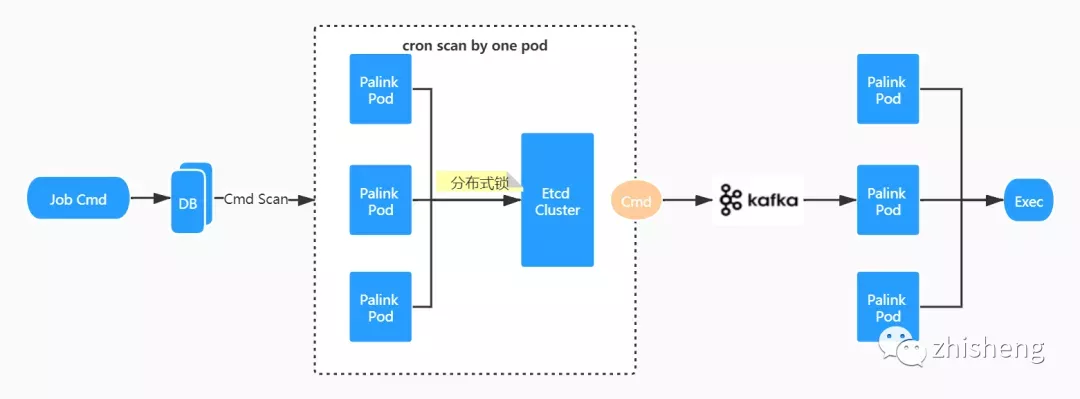 cron scan by one pod
Job Cmd
DB
Cmd Scan
Palink
Pod
Palink
Pod
Palink
Pod
分布式锁
Etcd
Cluster
Cmd
kafka
Palink
Pod
Palink
Pod
Palink
Pod
Exec
zhisheng